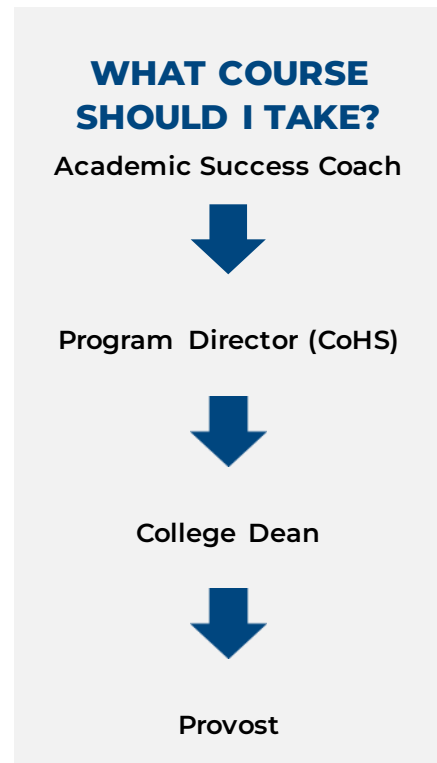 WHAT COURSE
SHOULD I TAKE?
Academic Success Coach
Program Director (CoHS)
College Dean
Provost